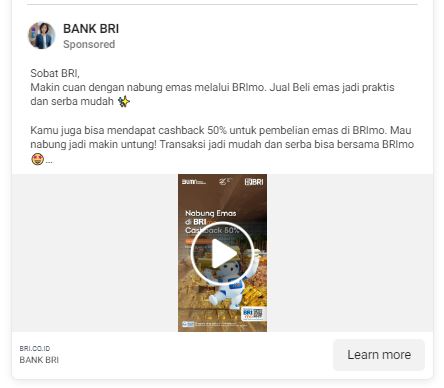 BANK BRI
Sponsored
Sobat BRI,
Makin cuan dengan nabung emas melalui BRImo. Jual Beli emas jadi praktis
dan serba mudah ✨
Kamu juga bisa mendapat cashback 50% untuk pembelian emas di BRImo. Mau
nabung jadi makin untung! Transaksi jadi mudah dan serba bisa bersama BRImo
🤩...
BUMN BRI
Nabung Emas
di BRImo
Cashback 50%
BRI.CO.ID
BANK BRI
Learn more